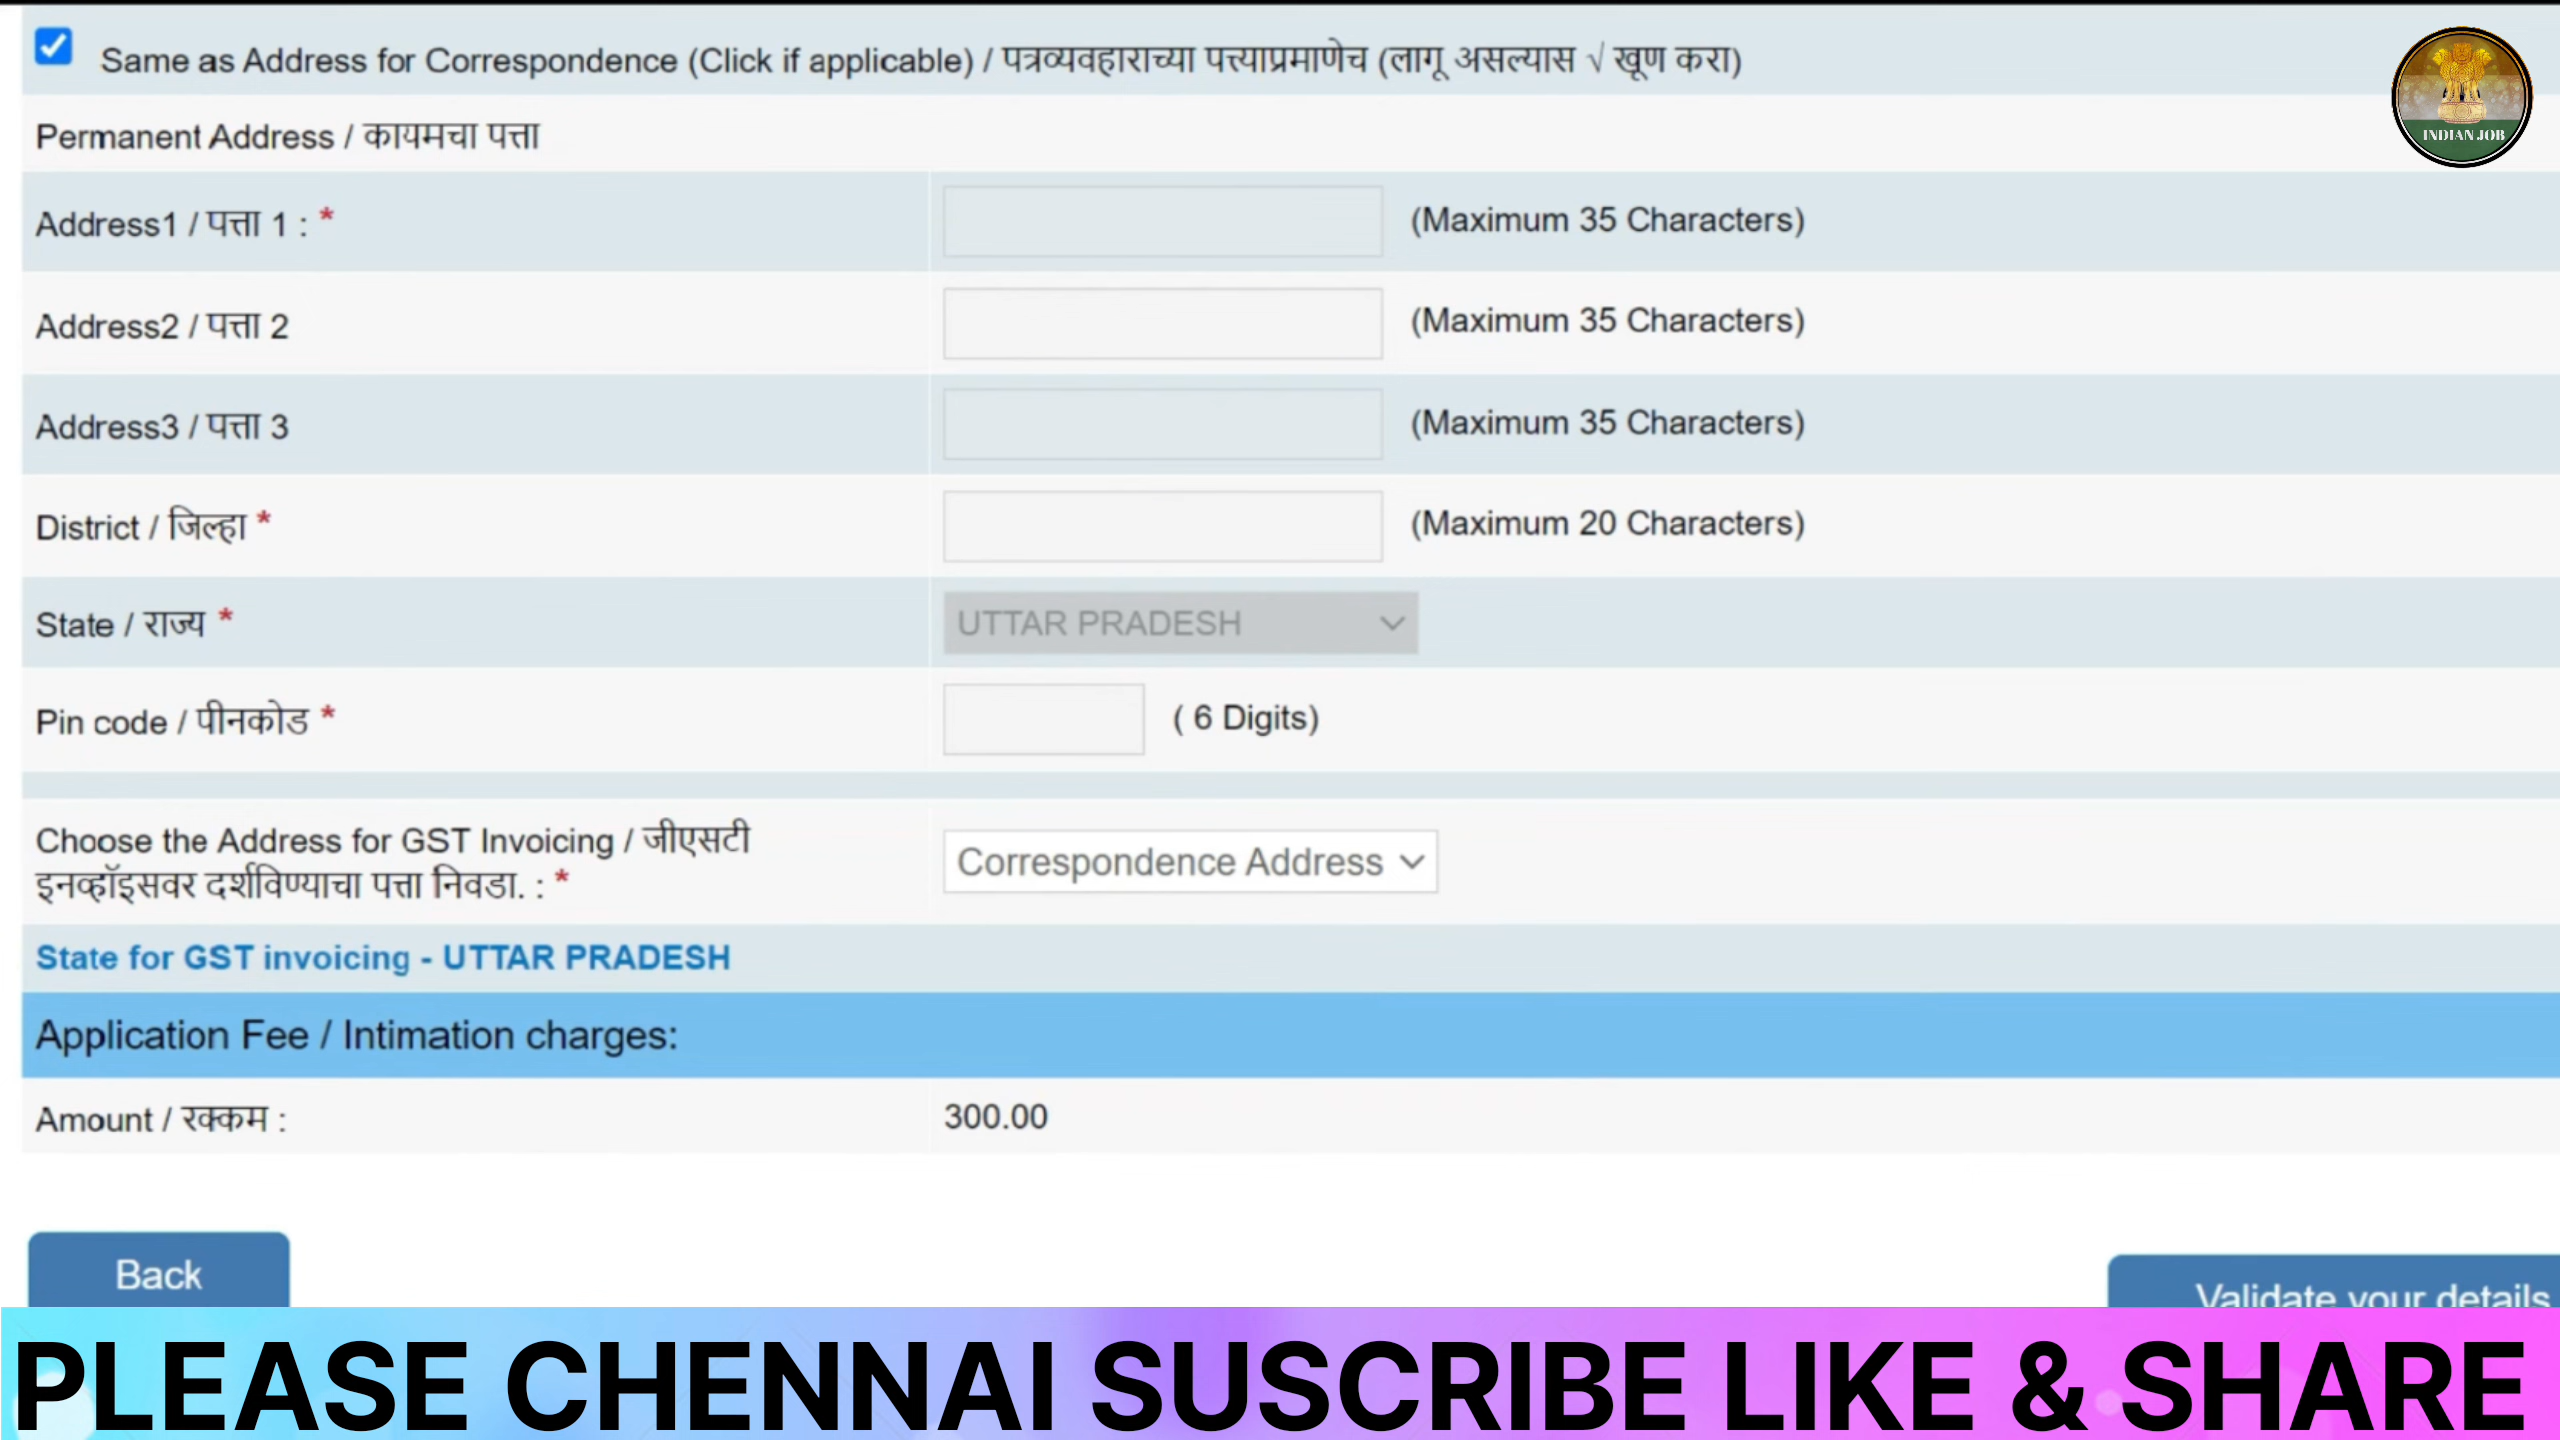 Same as Address for Correspondence (Click if applicable) / पत्रव्यवहाराच्या पत्त्याप्रमाणेच (लागू असल्यास √ खूण करा)
INDIAN JOB
Permanent Address / कायमचा पत्ता
Address1 / पत्ता 1 : * (Maximum 35 Characters)
Address2 / पत्ता 2 (Maximum 35 Characters)
Address3 / पत्ता 3 (Maximum 35 Characters)
District / जिल्हा * (Maximum 20 Characters)
State / राज्य * UTTAR PRADESH
Pin code / पीनकोड * ( 6 Digits)
Choose the Address for GST Invoicing / जीएसटी
इनव्हॉइसवर दर्शविण्याचा पत्ता निवडा. : * Correspondence Address
State for GST invoicing - UTTAR PRADESH
Application Fee / Intimation charges:
Amount / रक्कम : 300.00
Back
Validate your details
PLEASE CHENNAI SUSCRIBE LIKE & SHARE